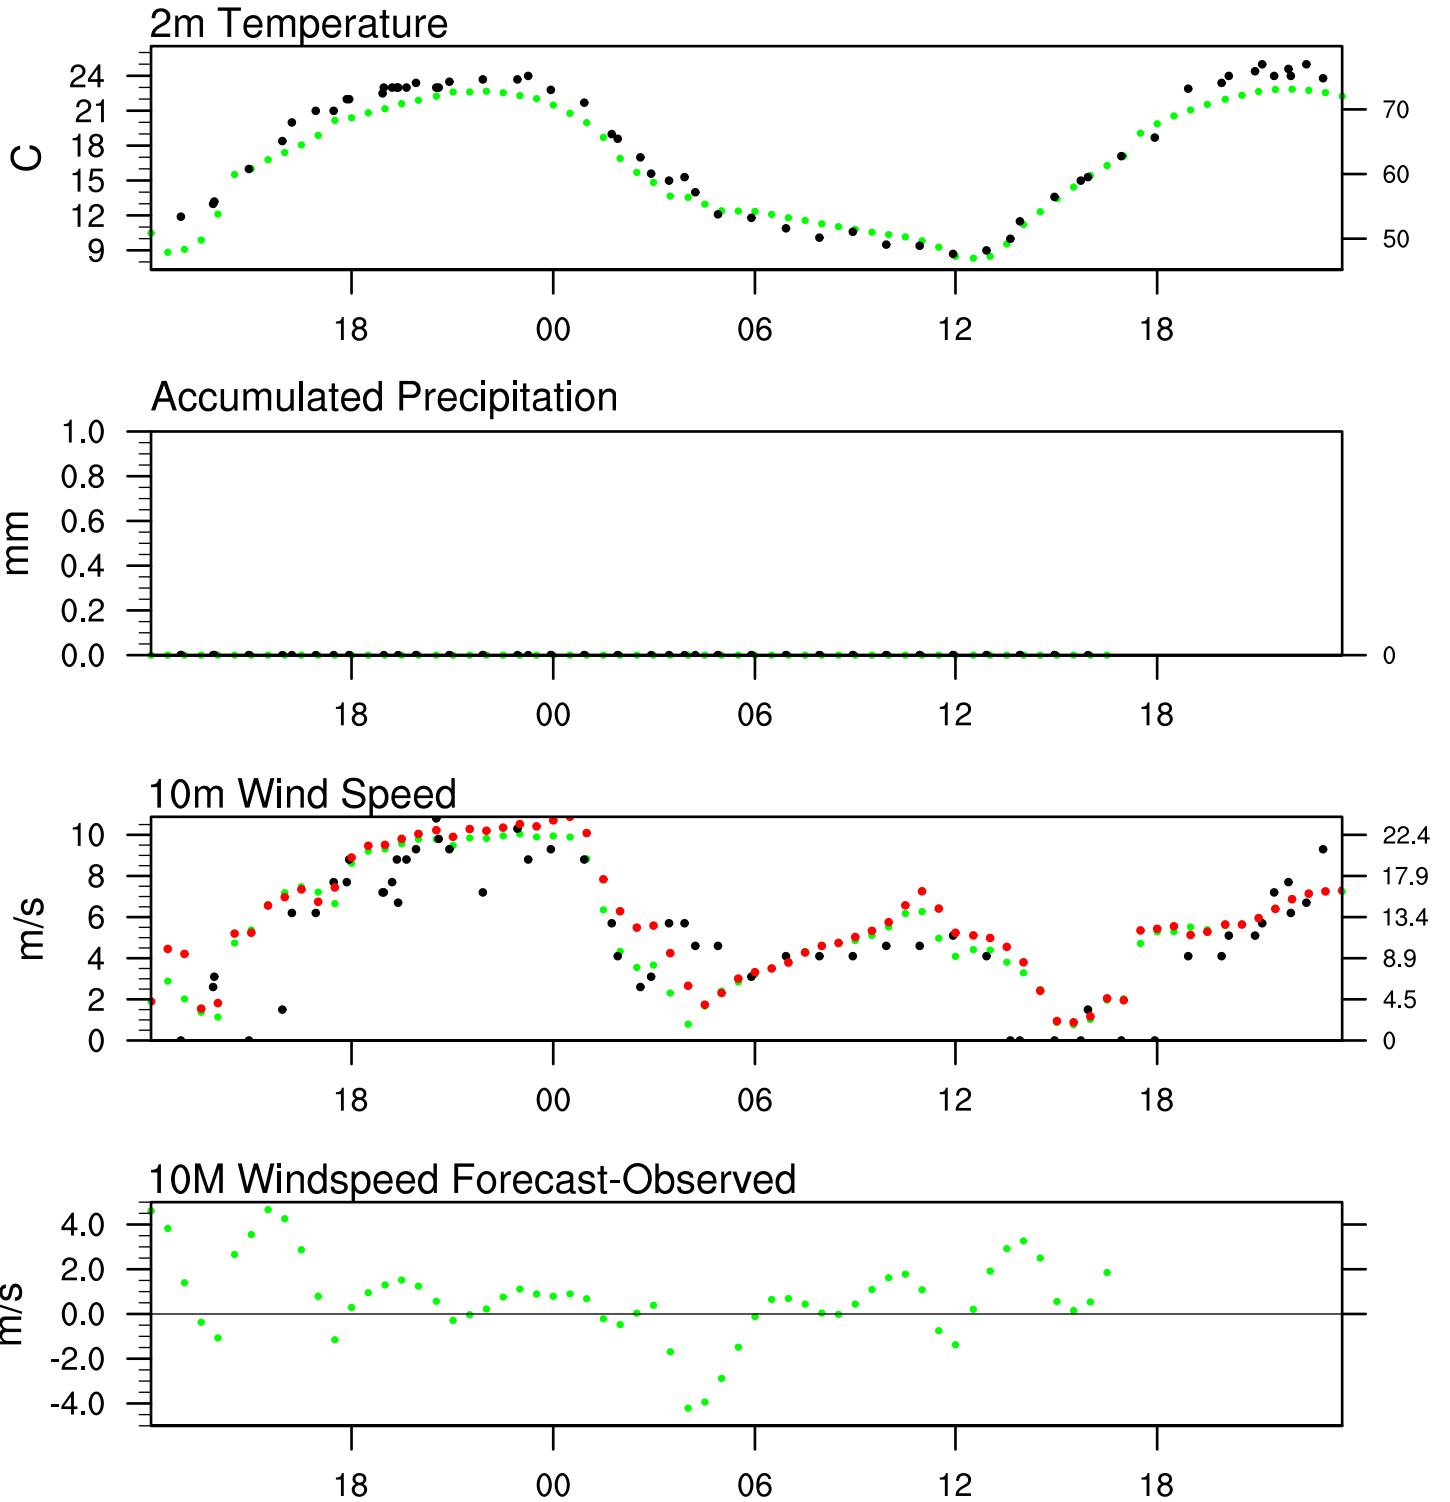 2m Temperature
24
21
18
15
12
9
C
70
60
50
18 00 06 12 18
Accumulated Precipitation
1.0
0.8
0.6
0.4
0.2
0.0
mm
0
18 00 06 12 18
10m Wind Speed
10
8
6
4
2
0
m/s
22.4
17.9
13.4
8.9
4.5
0
18 00 06 12 18
10M Windspeed Forecast-Observed
4.0
2.0
0.0
-2.0
-4.0
m/s
18 00 06 12 18